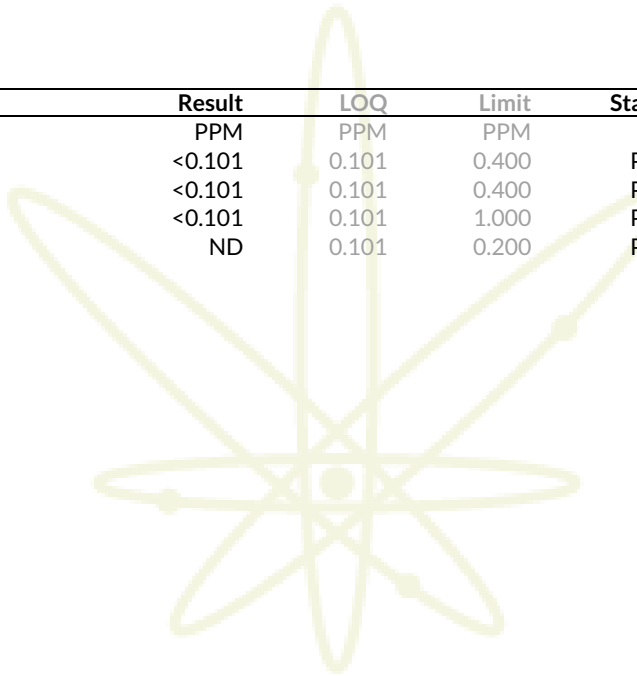 Result LOQ Limit Sta
PPM PPM PPM
<0.101 0.101 0.400 P
<0.101 0.101 0.400 P
<0.101 0.101 1.000 P
ND 0.101 0.200 P